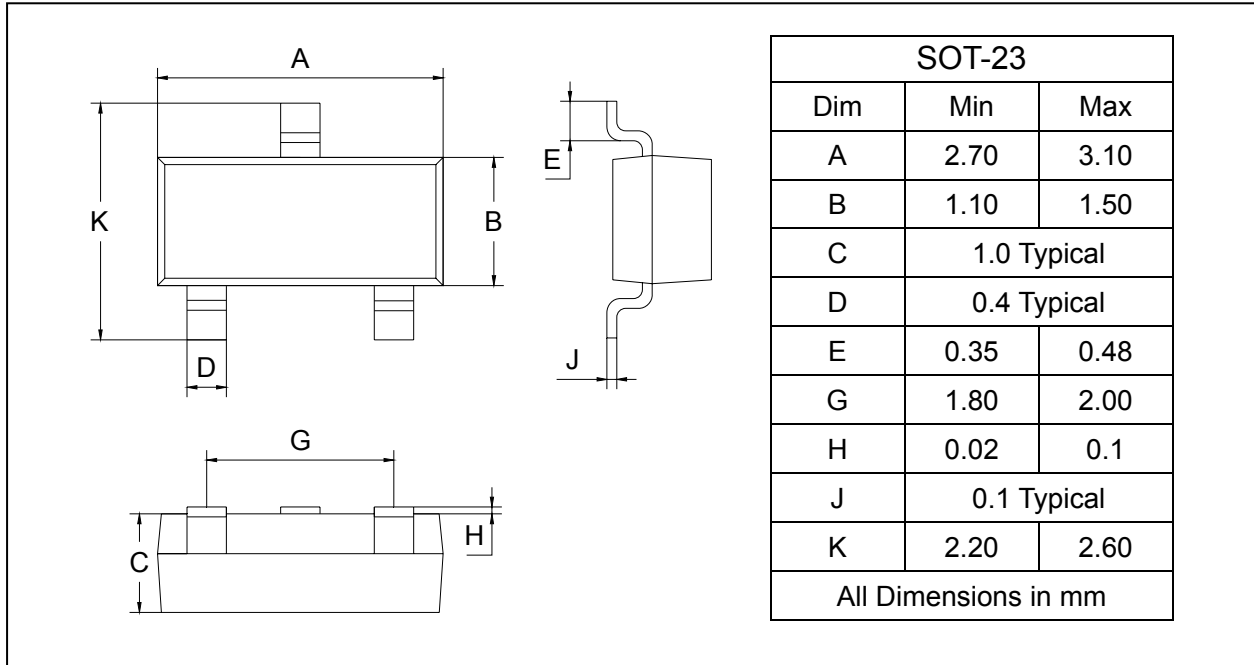 A
K
B
D
E
J
G
C
H
SOT-23
Dim Min Max
A 2.70 3.10
B 1.10 1.50
C 1.0 Typical
D 0.4 Typical
E 0.35 0.48
G 1.80 2.00
H 0.02 0.1
J 0.1 Typical
K 2.20 2.60
All Dimensions in mm